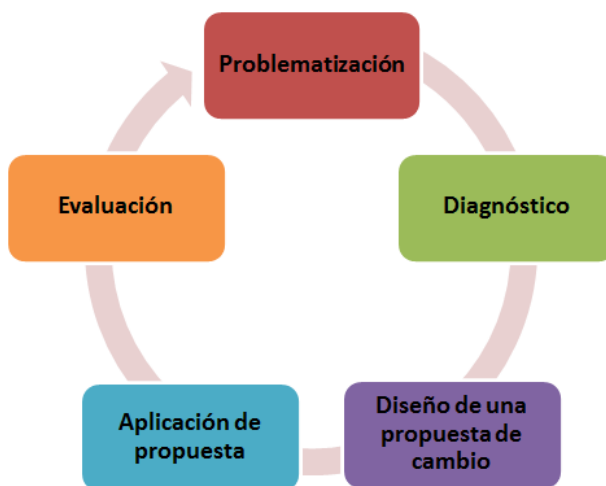 Problematización
Evaluación
Diagnóstico
Aplicación de
propuesta
Diseño de una
propuesta de
cambio